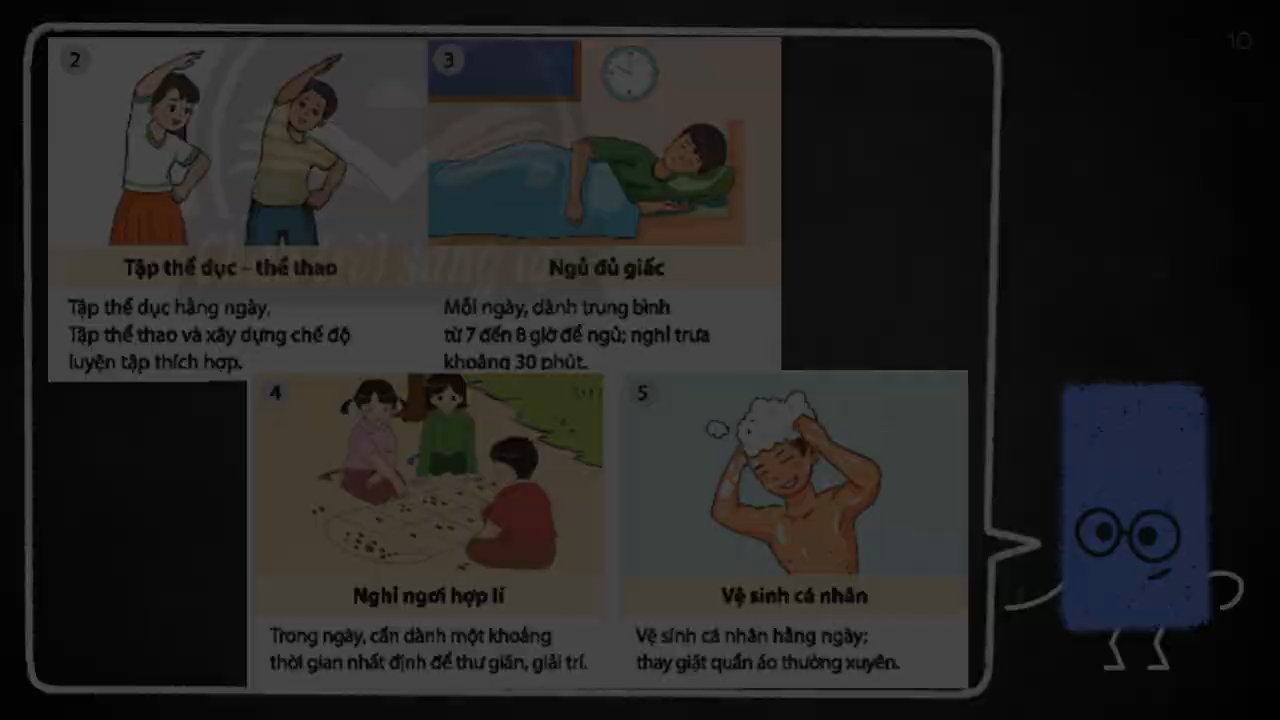 10
2
3
Tập thể dục – thể thao
Ngủ đủ giấc
Tập thể dục hằng ngày,
Tập thể thao và xây dựng chế độ
luyện tập thích hợp.
Mỗi ngày, dành trung bình
từ 7 đến 8 giờ để ngủ; nghỉ trưa
khoảng 30 phút.
4
5
Nghỉ ngơi hợp lí
Vệ sinh cá nhân
Trong ngày, cần dành một khoảng
thời gian nhất định để thư giãn, giải trí.
Vệ sinh cá nhân hằng ngày;
thay giặt quần áo thường xuyên.